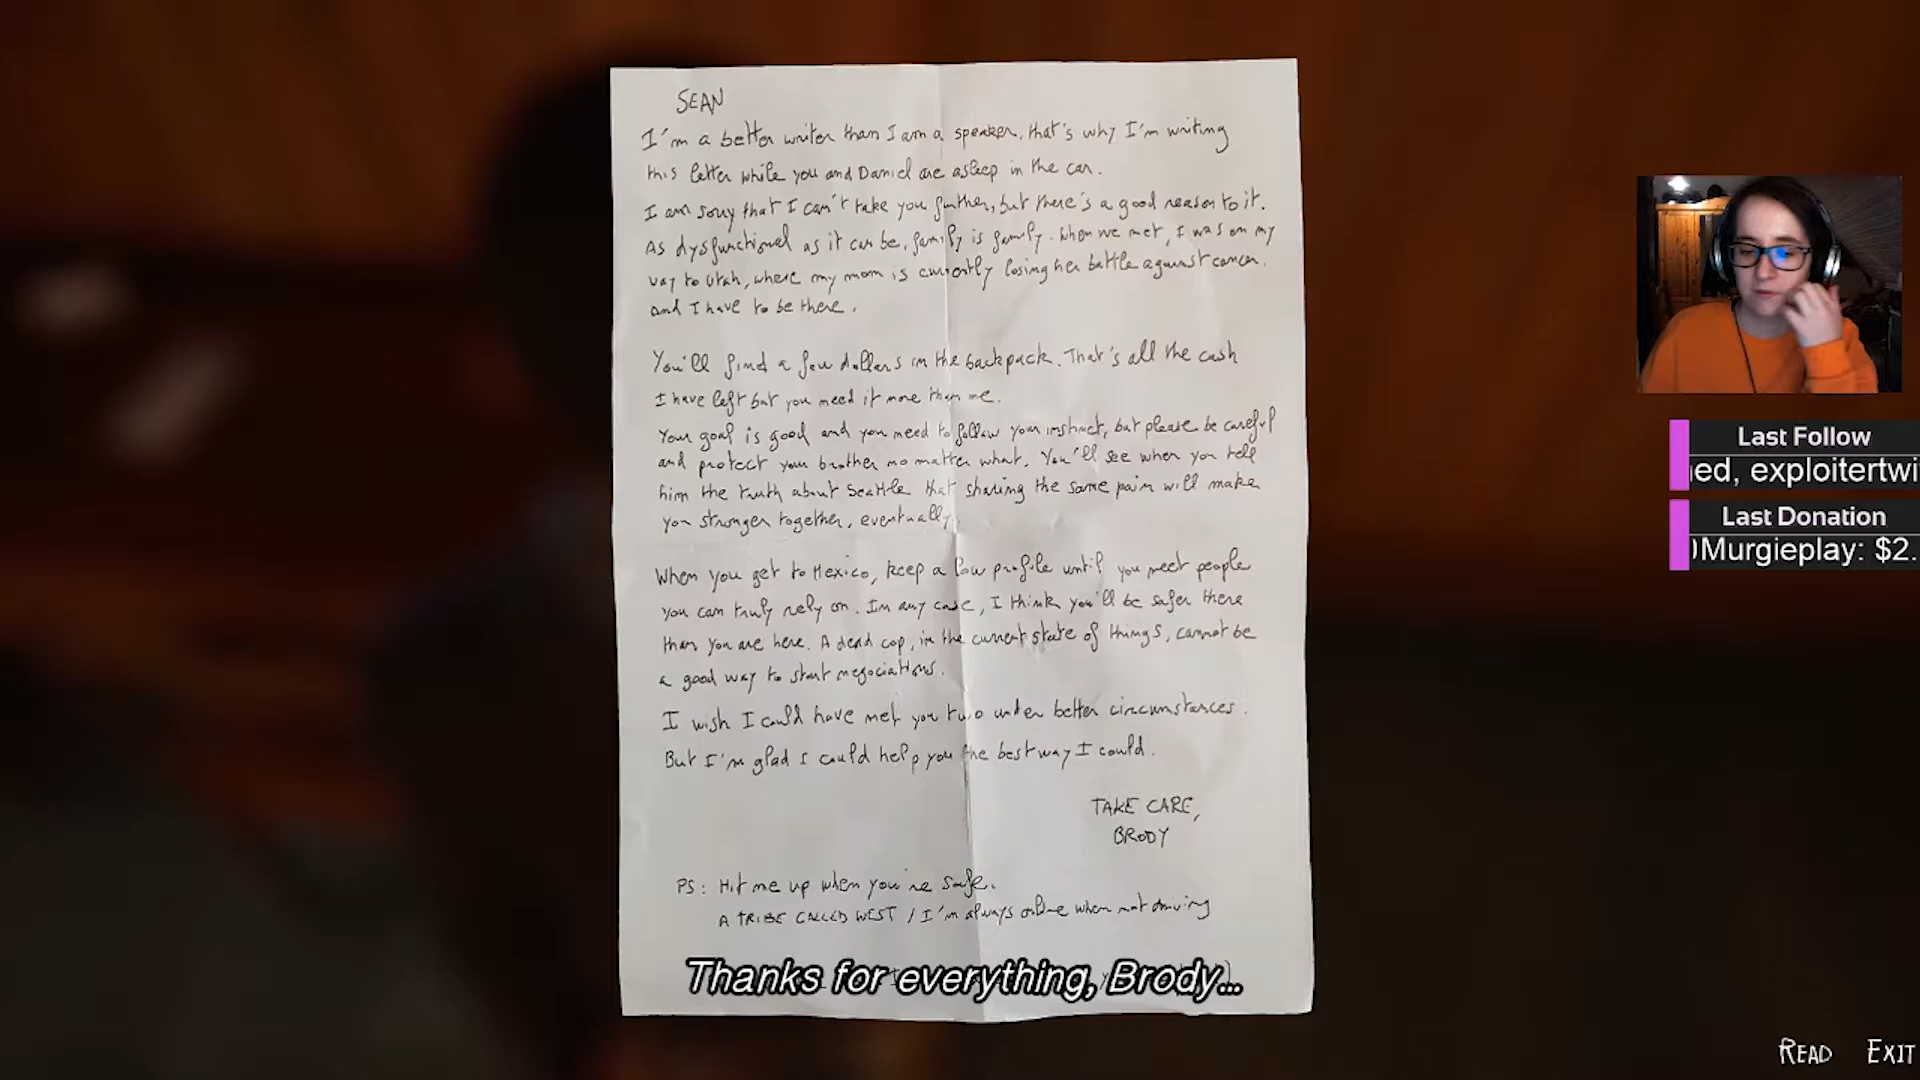 SEAN
I'm a better writer than I am a speaker, that's why I'm writing
this letter while you and Daniel are asleep in the car.
I am sorry that I can't take you further, but there's a good reason to it.
As dysfunctional as it can be, family is family. When we met, I was on my
way to Utah, where my mom is currently losing her battle against cancer.
and I have to be there.
You'll find a few dollars in the backpack. That's all the cash
I have left but you need it more than me.
Your goal is good and you need to follow your instinct, but please be careful
and protect your brother no matter what. You'll see when you tell
him the truth about Seattle that sharing the same pain will make
you stronger together, eventually.
When you get to Mexico, keep a low profile until you meet people
you can truly rely on. In any case, I think you'll be safer there
than you are here. A dead cop, in the current state of things, cannot be
a good way to start negociations.
I wish I could have met you two under better circumstances.
But I'm glad I could help you the best way I could.
TAKE CARE,
BRODY
PS: Hit me up when you're safe.
A TRIBE CALLED WEST / I'm always online when not driving
Thanks for everything, Brody...
Last Follow
ned, exploitertwi
Last Donation
Murgieplay: $2.
READ EXIT